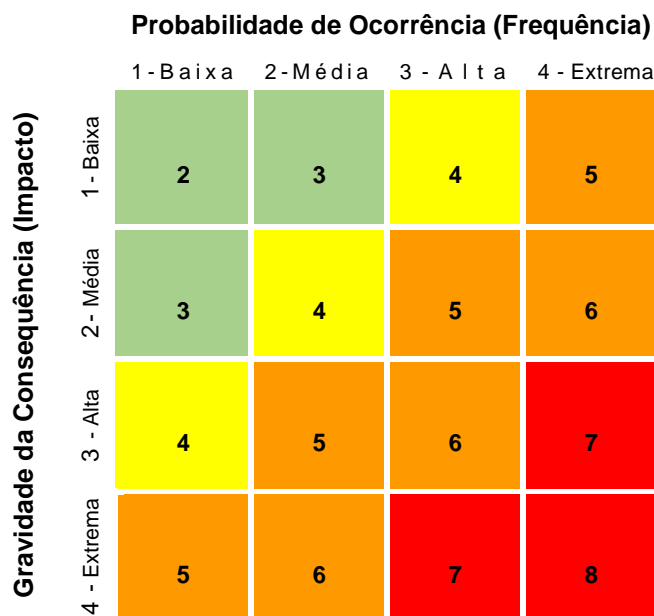 Probabilidade de Ocorrência (Frequência)
1 - Baixa 2 - Média 3 - Alta 4 - Extrema
Gravidade da Consequência (Impacto)
1 - Baixa
2 3 4 5
2- Média
3 4 5 6
3 - Alta
4 5 6 7
4 - Extrema
5 6 7 8